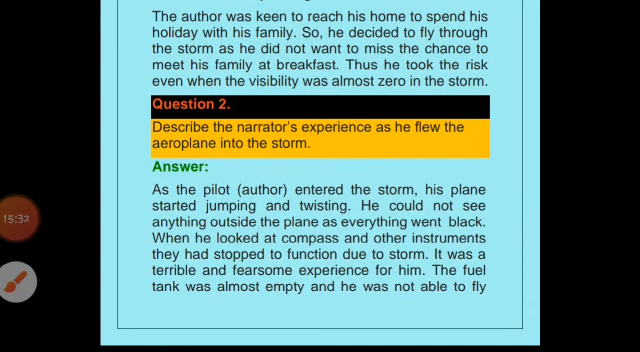 The author was keen to reach his home to spend his
holiday with his family. So, he decided to fly through
the storm as he did not want to miss the chance to
meet his family at breakfast. Thus he took the risk
even when the visibility was almost zero in the storm.
Question 2.
Describe the narrator's experience as he flew the
aeroplane into the storm.
Answer:
As the pilot (author) entered the storm, his plane
started jumping and twisting. He could not see
anything outside the plane as everything went black.
When he looked at compass and other instruments
they had stopped to function due to storm. It was a
terrible and fearsome experience for him. The fuel
tank was almost empty and he was not able to fly
15:32